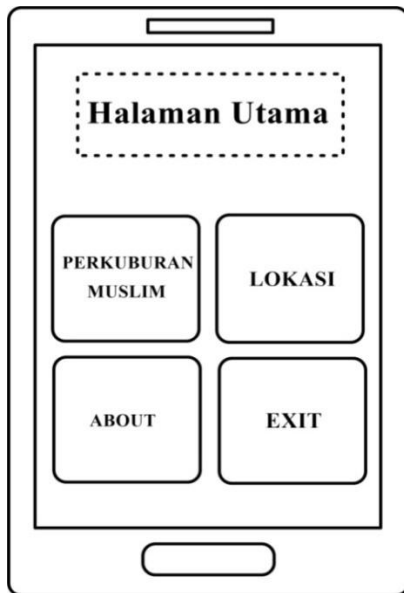 Halaman Utama
PERKUBURAN
MUSLIM
LOKASI
ABOUT
EXIT